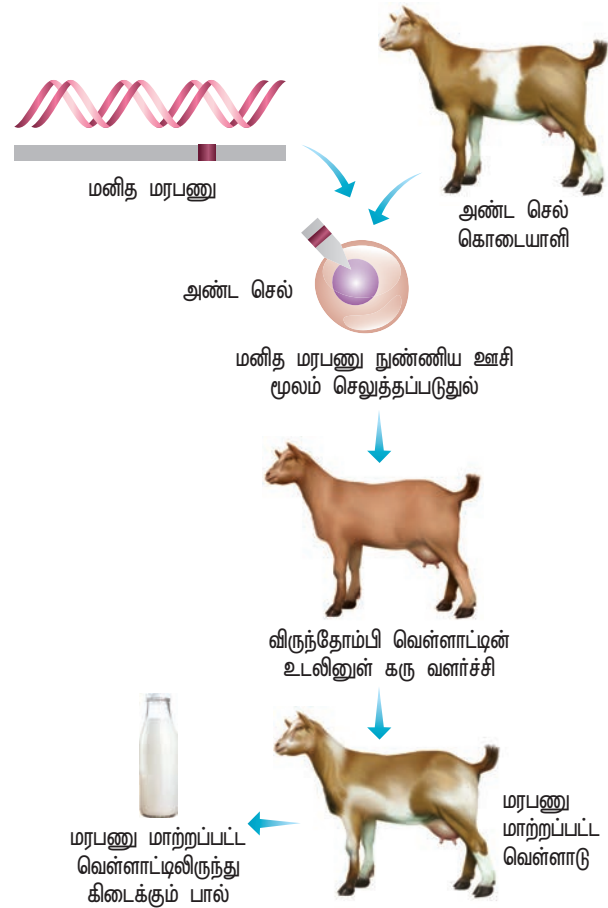 மனித மரபணு
அண்ட செல்
கொடையாளி
அண்ட செல்
மனித மரபணு நுண்ணிய ஊசி
மூலம் செலுத்தப்படுதுல்
விருந்தோம்பி வெள்ளாட்டின்
உடலினுள் கரு வளர்ச்சி
மரபணு
மாற்றப்பட்ட
வெள்ளாடு
மரபணு மாற்றப்பட்ட
வெள்ளாட்டிலிருந்து
கிடைக்கும் பால்